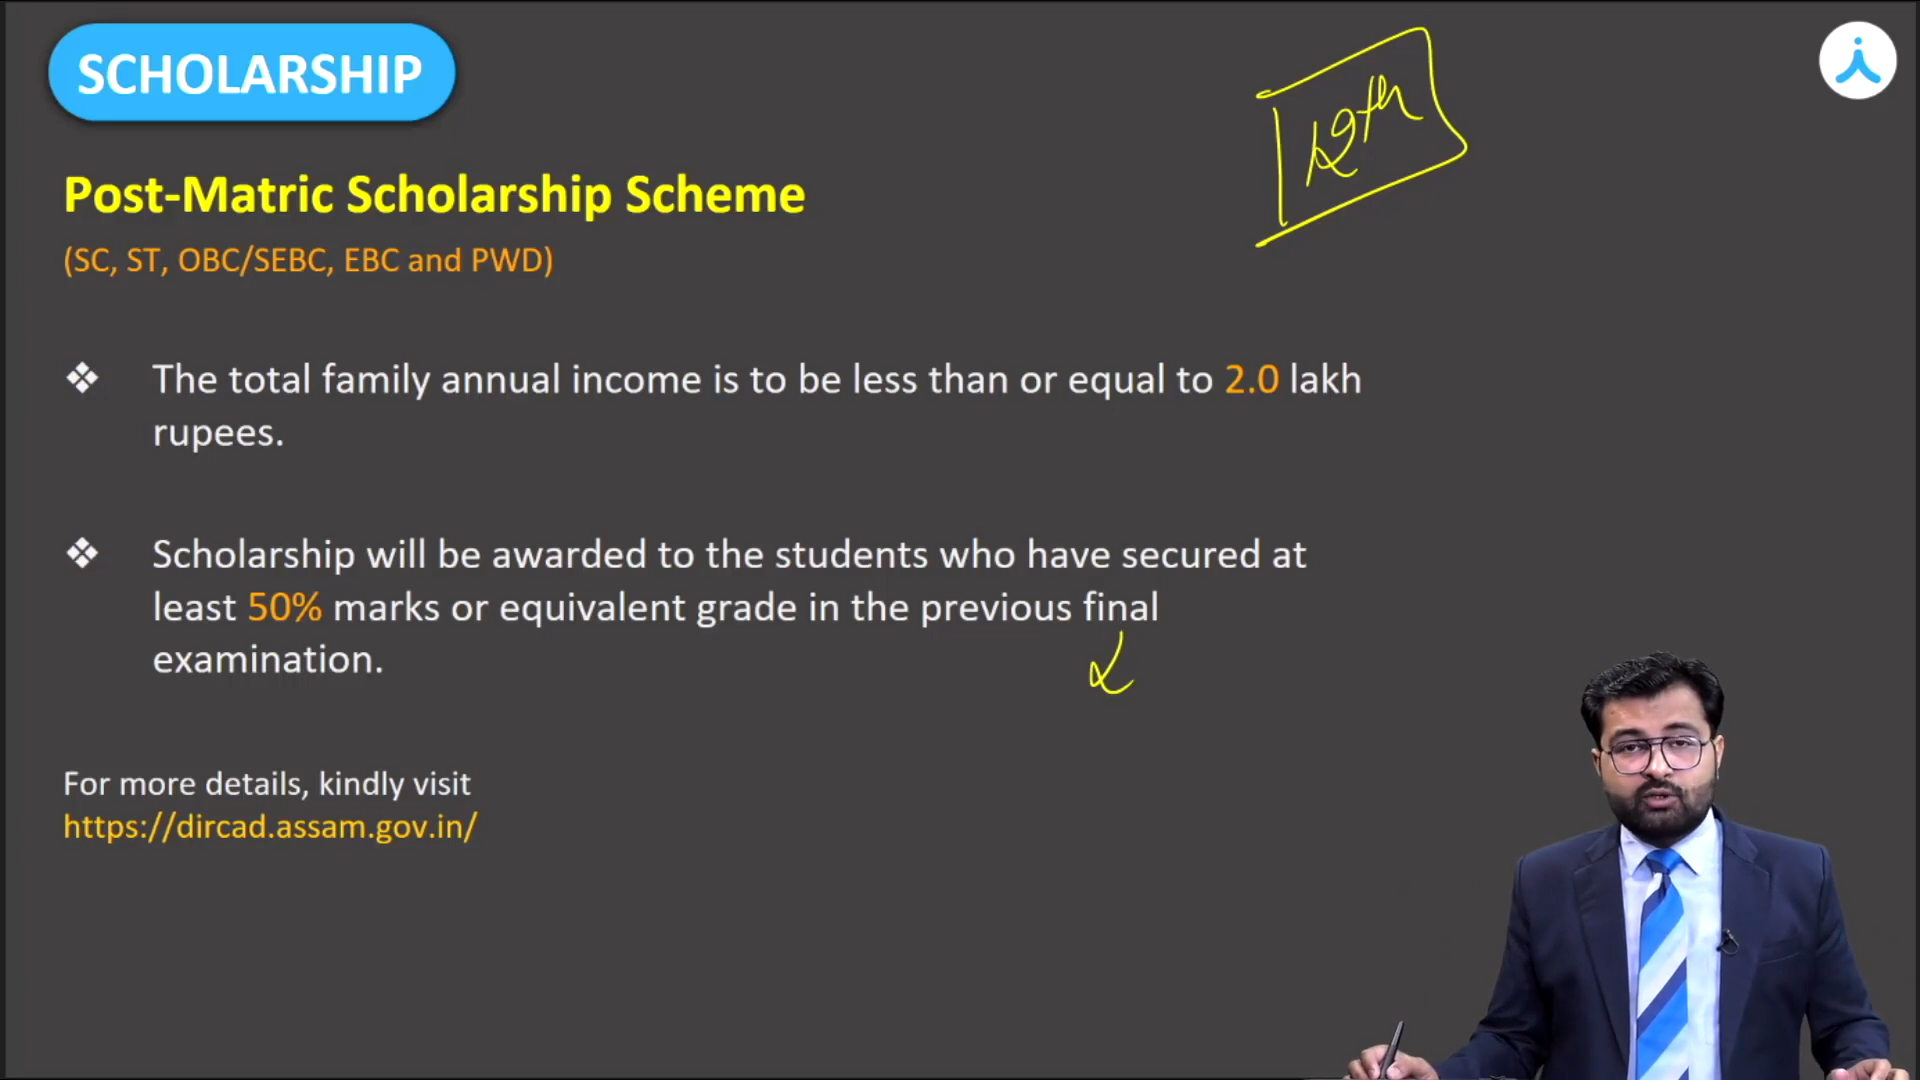 SCHOLARSHIP
12th
Post-Matric Scholarship Scheme
(SC, ST, OBC/SEBC, EBC and PWD)
❖ The total family annual income is to be less than or equal to 2.0 lakh
rupees.
❖ Scholarship will be awarded to the students who have secured at
least 50% marks or equivalent grade in the previous final
examination.
For more details, kindly visit
https://dircad.assam.gov.in/